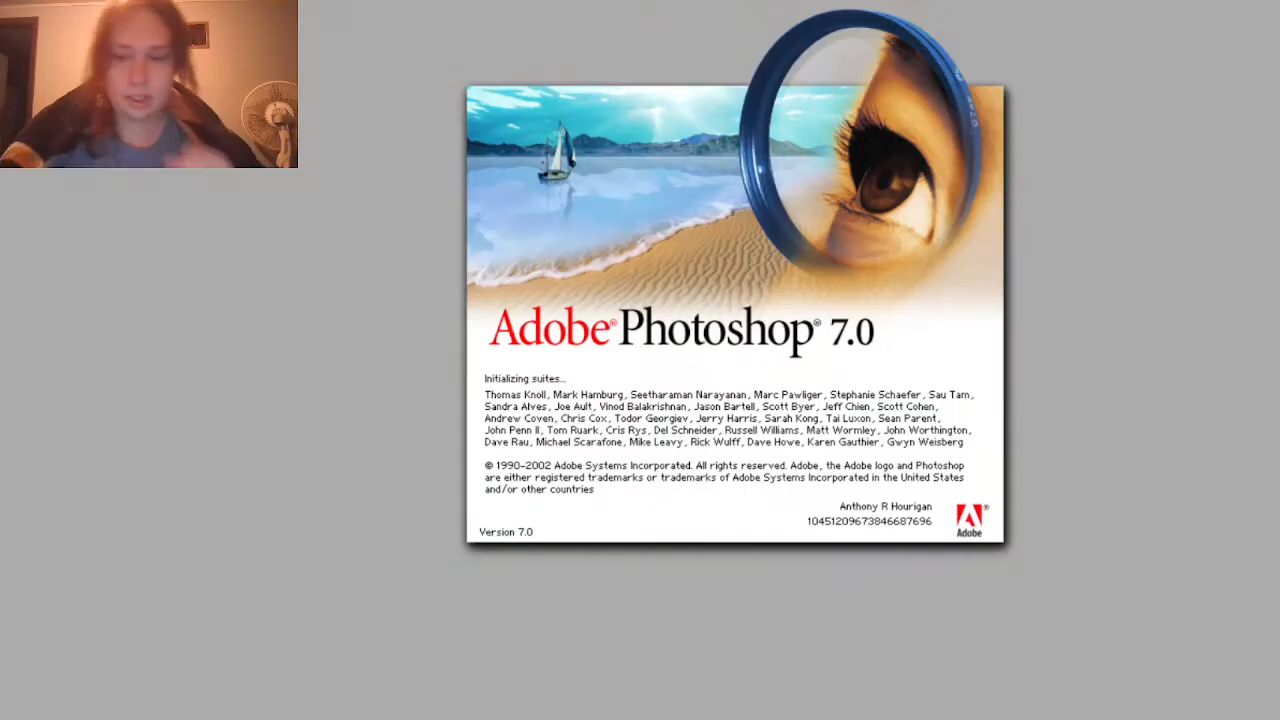 Adobe® Photoshop® 7.0
Initializing suites...
Thomas Knoll, Mark Hamburg, Seetharaman Narayanan, Marc Pawliger, Stephanie Schaefer, Sau Tam,
Sandra Alves, Joe Ault, Vinod Balakrishnan, Jason Bartell, Scott Byer, Jeff Chien, Scott Cohen,
Andrew Coven, Chris Cox, Todor Georgiev, Jerry Harris, Sarah Kong, Tai Luxon, Sean Parent,
John Penn II, Tom Ruark, Cris Rys, Del Schneider, Russell Williams, Matt Wormley, John Worthington,
Dave Rau, Michael Scarafone, Mike Leavy, Rick Wulff, Dave Howe, Karen Gauthier, Gwyn Weisberg
© 1990-2002 Adobe Systems Incorporated. All rights reserved. Adobe, the Adobe logo and Photoshop
are either registered trademarks or trademarks of Adobe Systems Incorporated in the United States
and/or other countries
Anthony R Hourigan
10451209673846687696
Version 7.0
Adobe